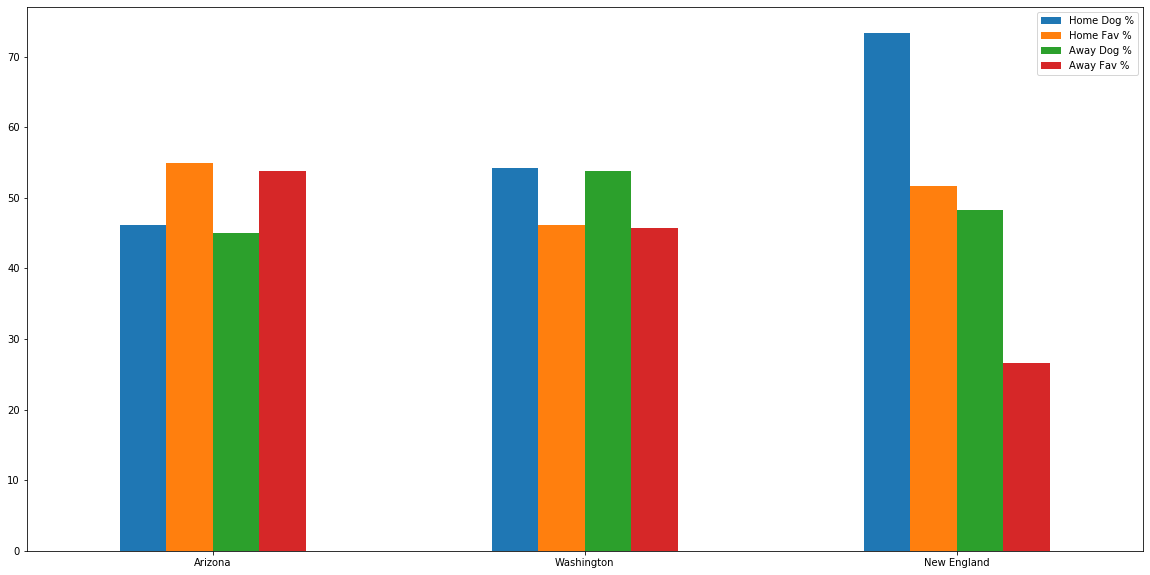 Home Dog %
Home Fav %
Away Dog %
Away Fav %
70
60
50
40
30
20
10
0
Arizona
Washington
New England